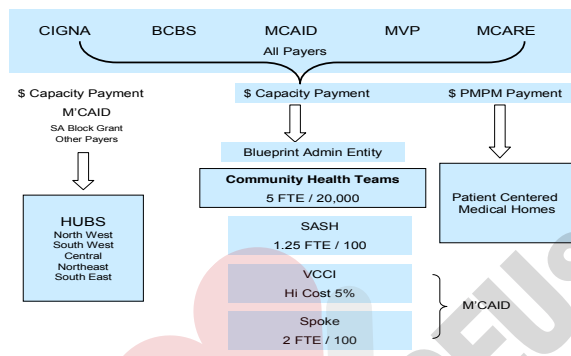 CIGNA BCBS MCAID MVP MCARE
All Payers
$ Capacity Payment
M'CAID
SA Block Grant
Other Payers
HUBS
North West
South West
Central
Northeast
South East
$ Capacity Payment
Blueprint Admin Entity
Community Health Teams
5 FTE / 20,000
SASH
1.25 FTE / 100
VCCI
Hi Cost 5%
Spoke
2 FTE / 100
M'CAID
$ PMPM Payment
Patient Centered
Medical Homes